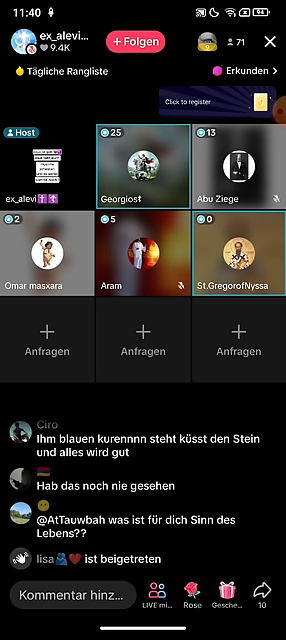 11:40
94
ex_alevi...
9.4K
+ Folgen
71
Tägliche Rangliste
Erkunden >
Click to register
Host
25
13
ex_alevi
Georgios
Abu Ziege
2
5
0
Omar masxara
Aram
St.GregorofNyssa
Anfragen
Anfragen
Anfragen
Ciro
Ihm blauen kurennnn steht küsst den Stein
und alles wird gut
Hab das noch nie gesehen
@AtTauwbah was ist für dich Sinn des
Lebens??
lisa🫂❤️ ist beigetreten
Kommentar hinz...
LIVE mi...
Rose
Gesche...
10